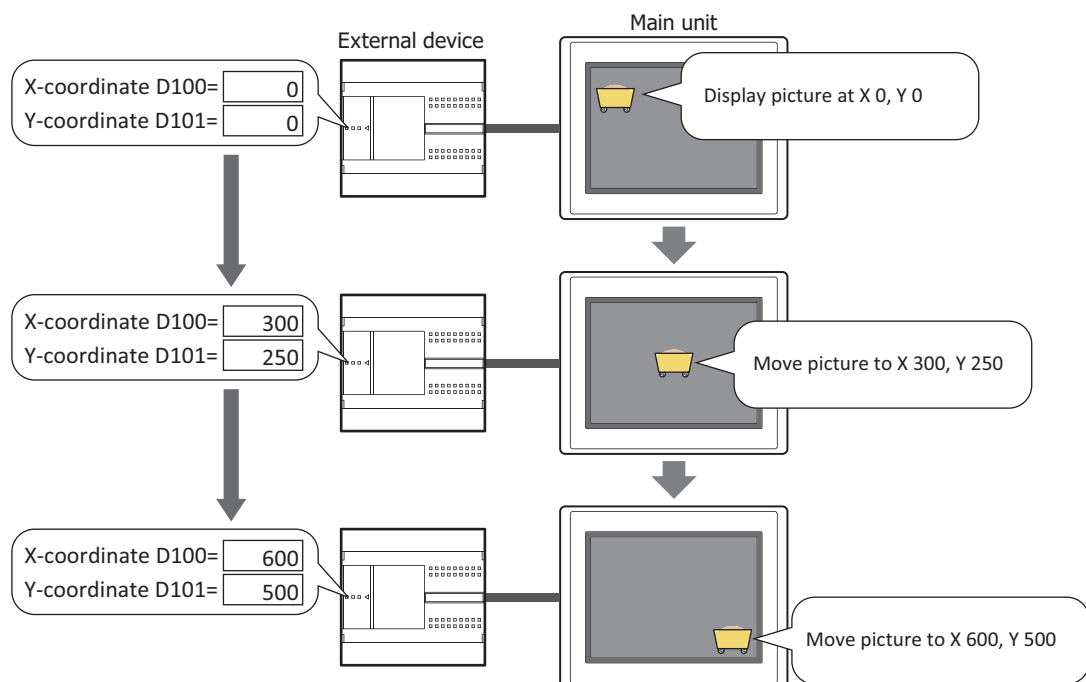 External device
Main unit
X-coordinate D100= 0
Y-coordinate D101= 0
Display picture at X 0, Y 0
X-coordinate D100= 300
Y-coordinate D101= 250
Move picture to X 300, Y 250
X-coordinate D100= 600
Y-coordinate D101= 500
Move picture to X 600, Y 500